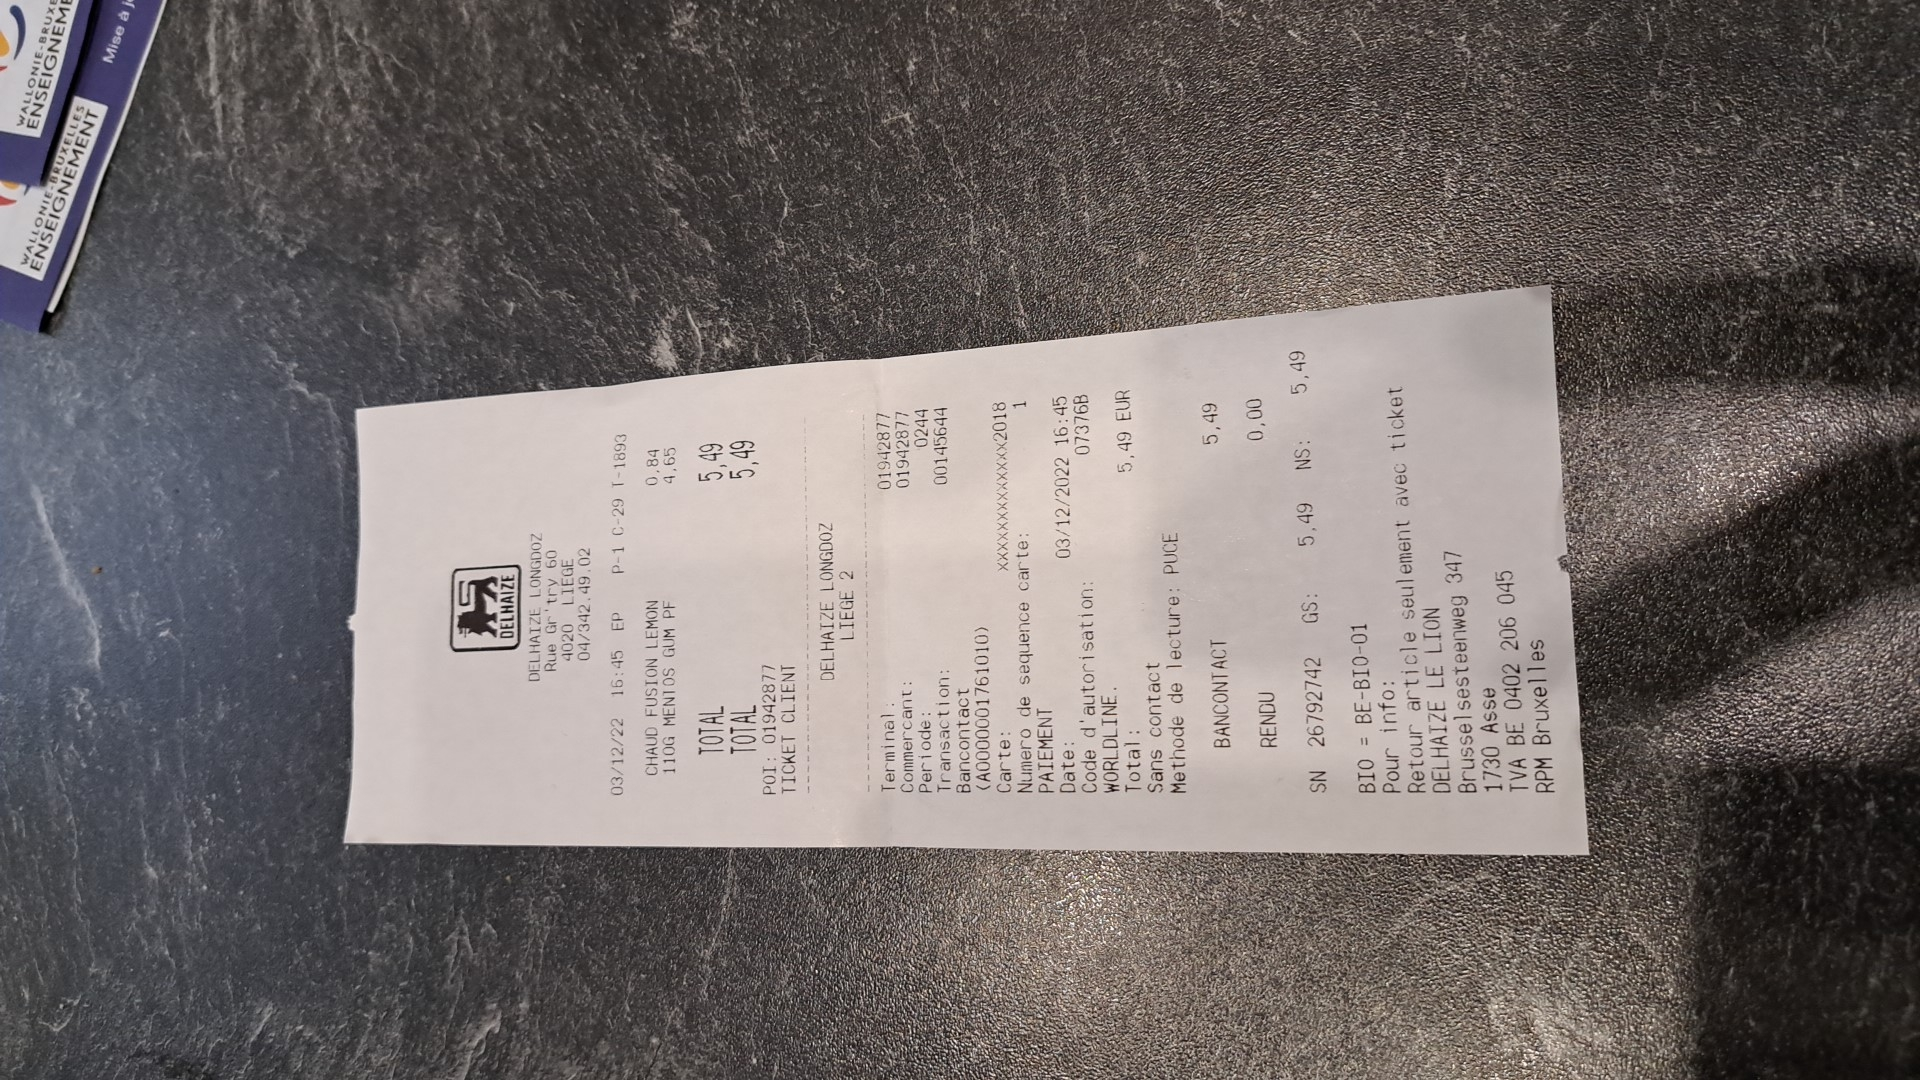 WALLONIE-BRUXE
ENSEIGNEME
Mise à j
WALLONIE-BRUXELLES
ENSEIGNEMENT
DELHAIZE
DELHAIZE LONGDOZ
Rue Gr'try 60
4020 LIEGE
04/342.49.02
03/12/22 16:45 EP P-1 C-29 T-1893
CHAUD FUSION LEMON 0,84
110G MENTOS GUM PF 4,65
TOTAL 5,49
TOTAL 5,49
POI: 01942877
TICKET CLIENT
DELHAIZE LONGDOZ
LIEGE 2
Terminal: 01942877
Commercant: 01942877
Periode: 0244
Transaction: 00145644
Bancontact
(A0000001761010)
Carte: xxxxxxxxxxxxx2018
Numero de sequence carte: 1
PAIEMENT
Date: 03/12/2022 16:45
Code d'autorisation: 07376B
WORLDLINE.
Total: 5,49 EUR
Sans contact
Methode de lecture: PUCE
BANCONTACT 5,49
RENDU 0,00
SN 26792742 GS: 5,49 NS: 5,49
BIO = BE-BIO-01
Pour info:
Retour article seulement avec ticket
DELHAIZE LE LION
Brusselsesteenweg 347
1730 Asse
TVA BE 0402 206 045
RPM Bruxelles